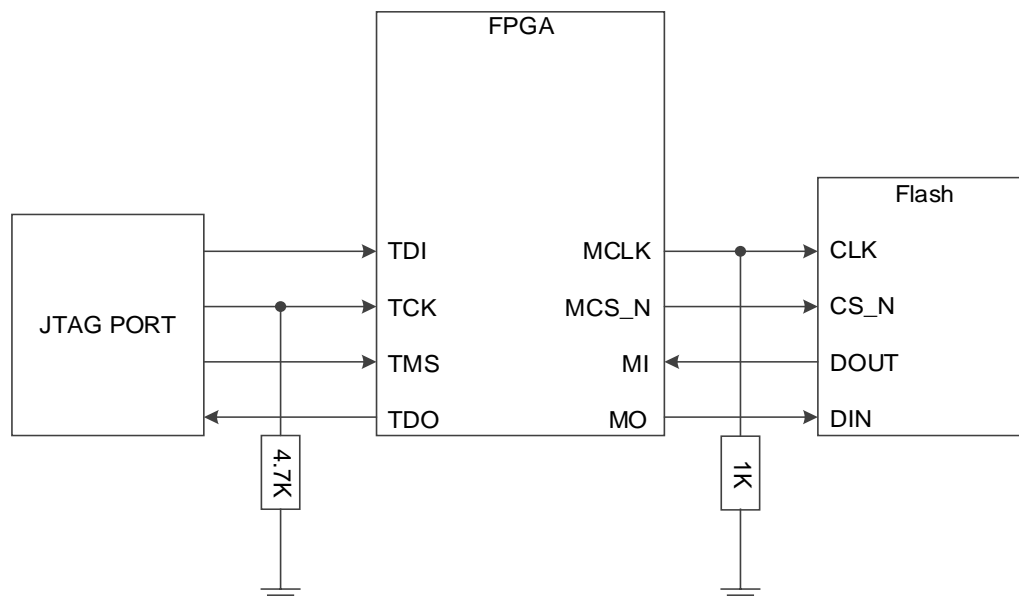 FPGA
Flash
JTAG PORT
TDI
TCK
TMS
TDO
MCLK
MCS_N
MI
MO
CLK
CS_N
DOUT
DIN
4.7K
1K